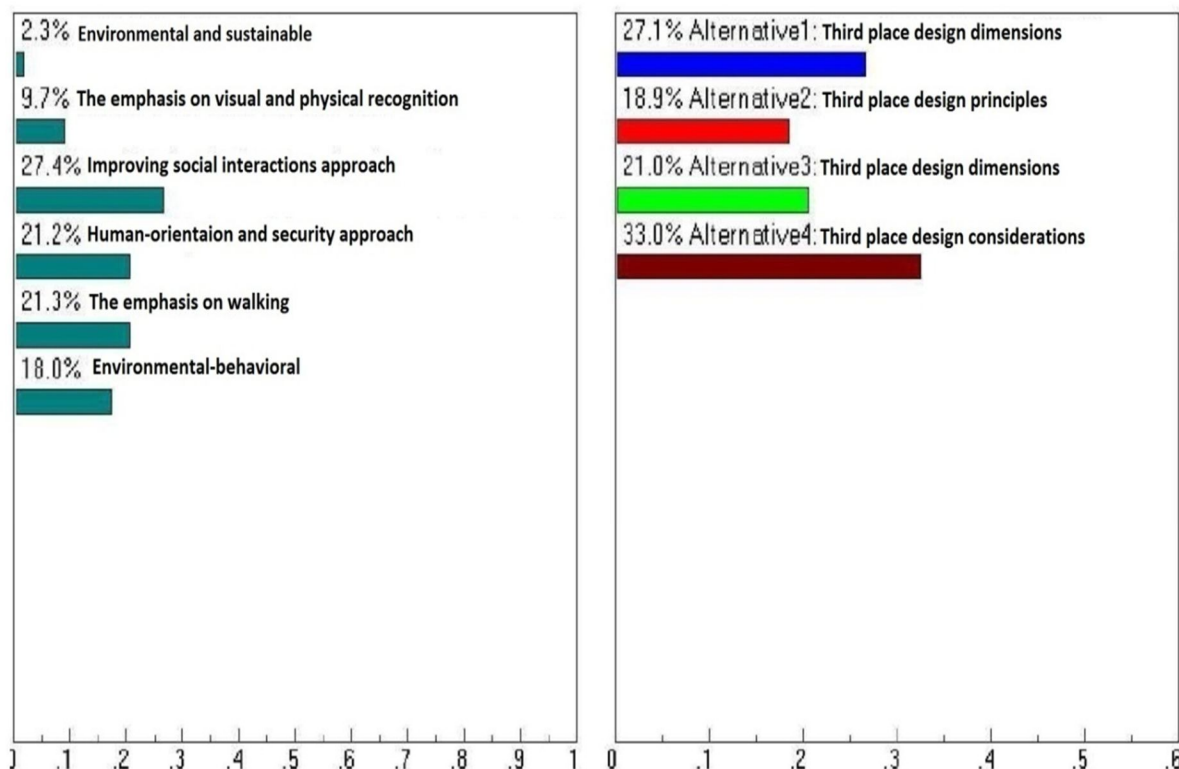 2.3% Environmental and sustainable
9.7% The emphasis on visual and physical recognition
27.4% Improving social interactions approach
21.2% Human-orientaion and security approach
21.3% The emphasis on walking
18.0% Environmental-behavioral
0 .1 .2 .3 .4 .5 .6 .7 .8 .9 1
27.1% Alternative1: Third place design dimensions
18.9% Alternative2: Third place design principles
21.0% Alternative3: Third place design dimensions
33.0% Alternative4: Third place design considerations
0 .1 .2 .3 .4 .5 .6